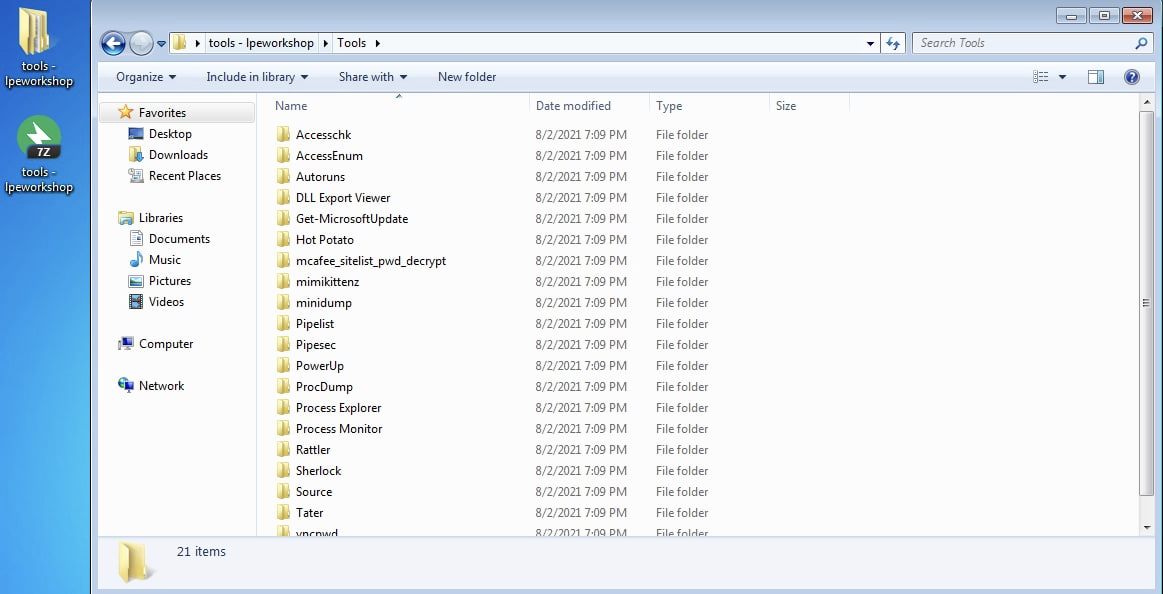 tools -
lpeworkshop
7Z
tools -
lpeworkshop
tools - lpeworkshop Tools
Search Tools
Organize Include in library Share with New folder
Name Date modified Type Size
Favorites
Desktop
Downloads
Recent Places
Libraries
Documents
Music
Pictures
Videos
Computer
Network
Accesschk 8/2/2021 7:09 PM File folder
AccessEnum 8/2/2021 7:09 PM File folder
Autoruns 8/2/2021 7:09 PM File folder
DLL Export Viewer 8/2/2021 7:09 PM File folder
Get-MicrosoftUpdate 8/2/2021 7:09 PM File folder
Hot Potato 8/2/2021 7:09 PM File folder
mcafee_sitelist_pwd_decrypt 8/2/2021 7:09 PM File folder
mimikittenz 8/2/2021 7:09 PM File folder
minidump 8/2/2021 7:09 PM File folder
Pipelist 8/2/2021 7:09 PM File folder
Pipesec 8/2/2021 7:09 PM File folder
PowerUp 8/2/2021 7:09 PM File folder
ProcDump 8/2/2021 7:09 PM File folder
Process Explorer 8/2/2021 7:09 PM File folder
Process Monitor 8/2/2021 7:09 PM File folder
Rattler 8/2/2021 7:09 PM File folder
Sherlock 8/2/2021 7:09 PM File folder
Source 8/2/2021 7:09 PM File folder
Tater 8/2/2021 7:09 PM File folder
vncpwd 8/2/2021 7:09 PM File folder
21 items